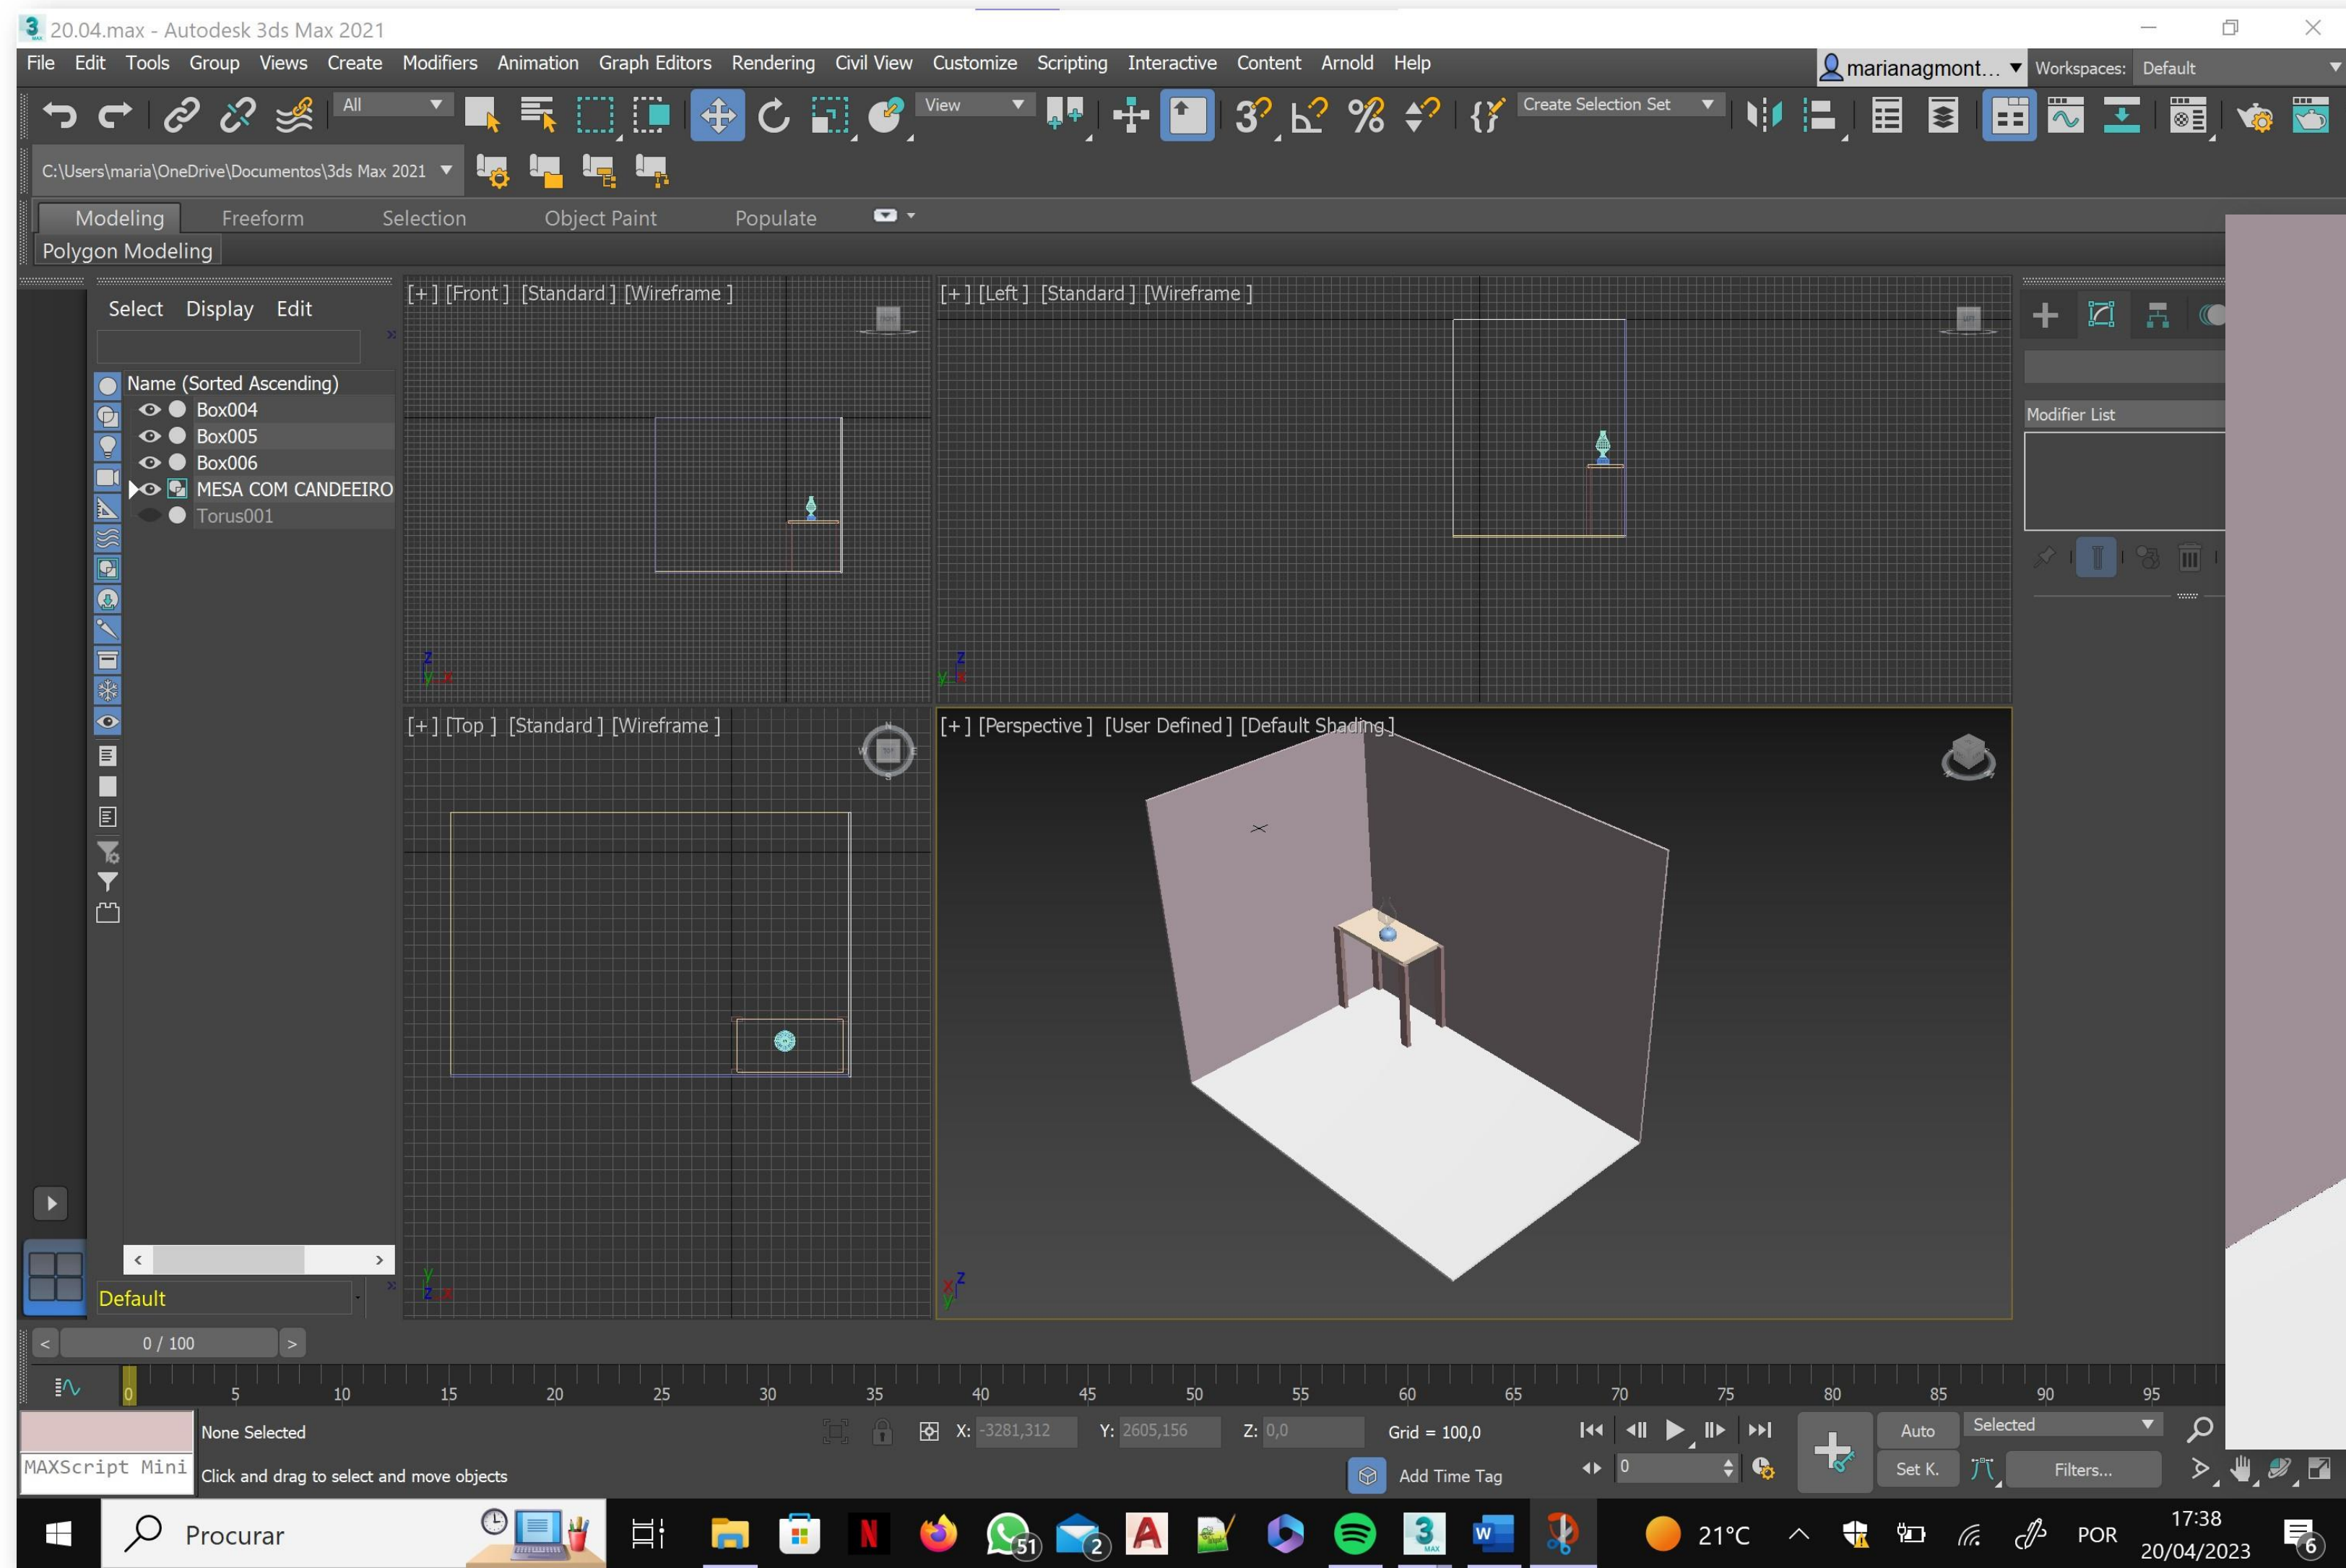 20.04.max - Autodesk 3ds Max 2021
File Edit Tools Group Views Create Modifiers Animation Graph Editors Rendering Civil View Customize Scripting Interactive Content Arnold Help
marianagmont... Workspaces: Default
All View Create Selection Set
C:\Users\maria\OneDrive\Documentos\3ds Max 2021
Modeling Freeform Selection Object Paint Populate
Polygon Modeling
Select Display Edit
Name (Sorted Ascending)
Box004
Box005
Box006
MESA COM CANDEEIRO
Torus001
[+] [Front] [Standard] [Wireframe]
z
y x
[+] [Left] [Standard] [Wireframe]
z
y x
Modifier List
[+] [Top] [Standard] [Wireframe]
N
W E
S
y
z x
[+] [Perspective] [User Defined] [Default Shading]
x z
y
Default
0 / 100
0 5 10 15 20 25 30 35 40 45 50 55 60 65 70 75 80 85 90 95
None Selected
X: -3281,312 Y: 2605,156 Z: 0,0 Grid = 100,0
Auto Selected
MAXScript Mini
Click and drag to select and move objects
Add Time Tag
0
Set K. Filters...
Procurar
51
2
3
MAX
W
21°C
POR
17:38
20/04/2023
6